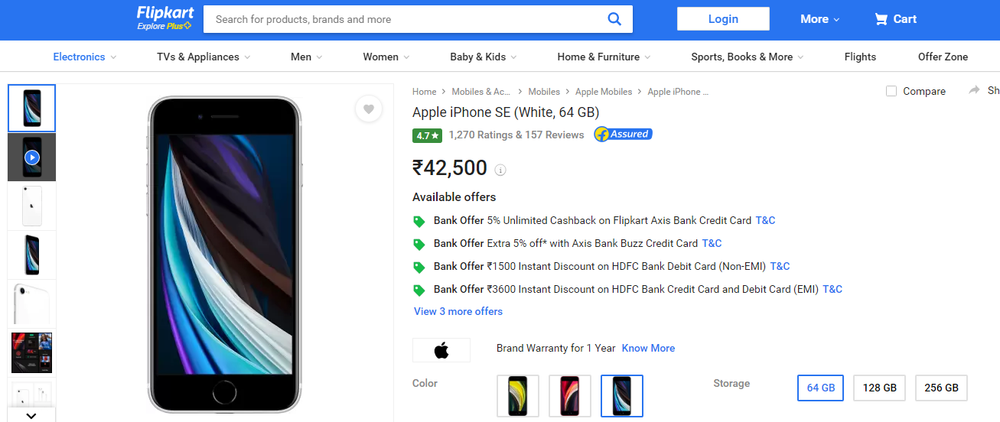 Flipkart
Explore Plus
Search for products, brands and more
Login
More
Cart
Electronics
TVs & Appliances
Men
Women
Baby & Kids
Home & Furniture
Sports, Books & More
Flights
Offer Zone
Home
Mobiles & Ac...
Mobiles
Apple Mobiles
Apple iPhone ...
Compare
Sh
Apple iPhone SE (White, 64 GB)
4.7★
1,270 Ratings & 157 Reviews
f Assured
₹42,500
i
Available offers
Bank Offer 5% Unlimited Cashback on Flipkart Axis Bank Credit Card T&C
Bank Offer Extra 5% off* with Axis Bank Buzz Credit Card T&C
Bank Offer ₹1500 Instant Discount on HDFC Bank Debit Card (Non-EMI) T&C
Bank Offer ₹3600 Instant Discount on HDFC Bank Credit Card and Debit Card (EMI) T&C
View 3 more offers
Brand Warranty for 1 Year Know More
Color
Storage
64 GB
128 GB
256 GB